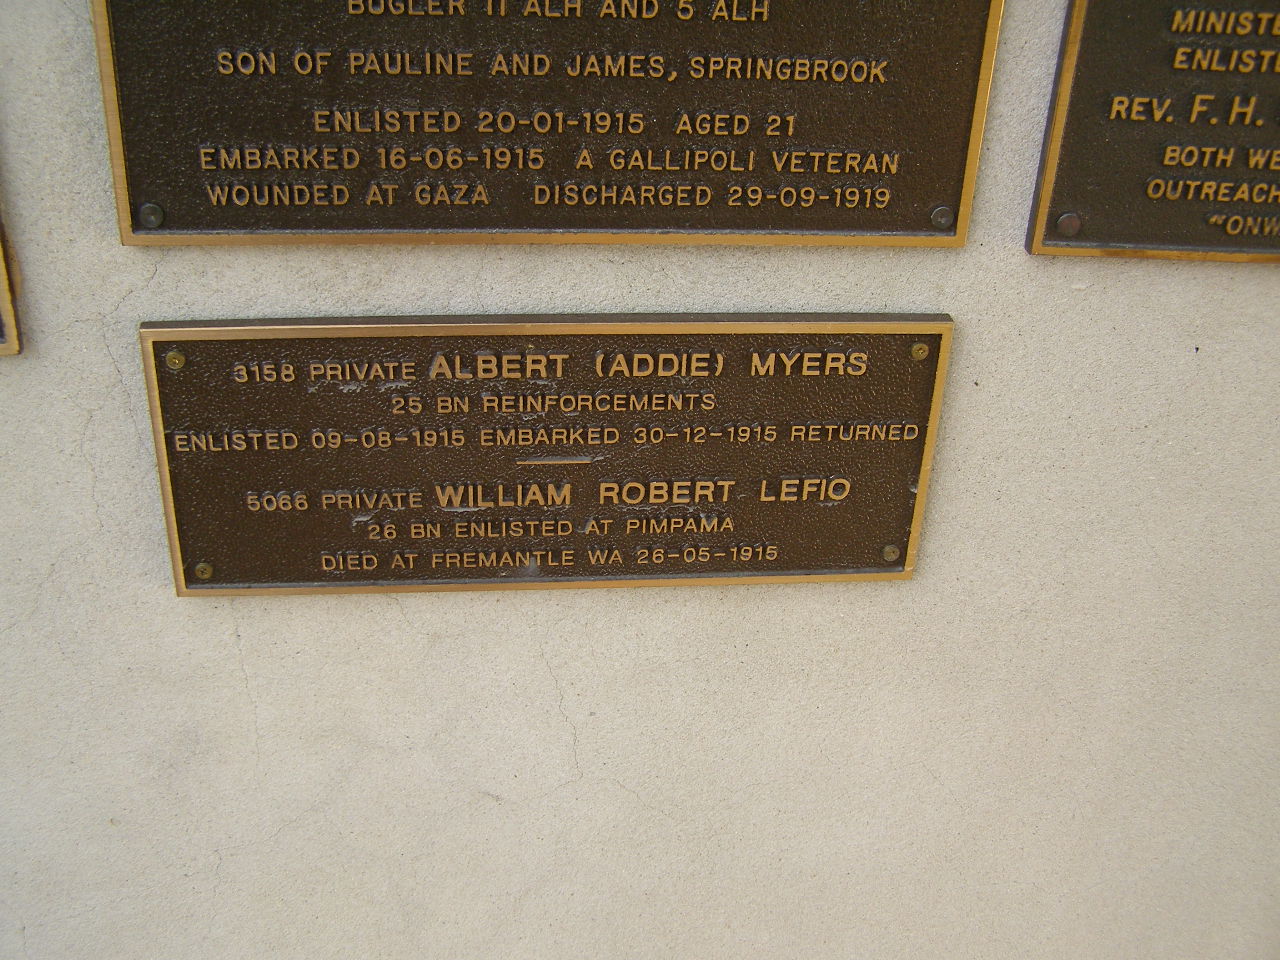 BUGLER 11 ALH AND 5 ALH
SON OF PAULINE AND JAMES, SPRINGBROOK
ENLISTED 20-01-1915 AGED 21
EMBARKED 16-06-1915 A GALLIPOLI VETERAN
WOUNDED AT GAZA DISCHARGED 29-09-1919
3158 PRIVATE ALBERT (ADDIE) MYERS
25 BN REINFORCEMENTS
ENLISTED 09-08-1915 EMBARKED 30-12-1915 RETURNED
5066 PRIVATE WILLIAM ROBERT LEFIO
26 BN ENLISTED AT PIMPAMA
DIED AT FREMANTLE WA 26-05-1915
MINISTE
ENLISTE
REV. F. H.
BOTH WE
OUTREACH
"ONWA